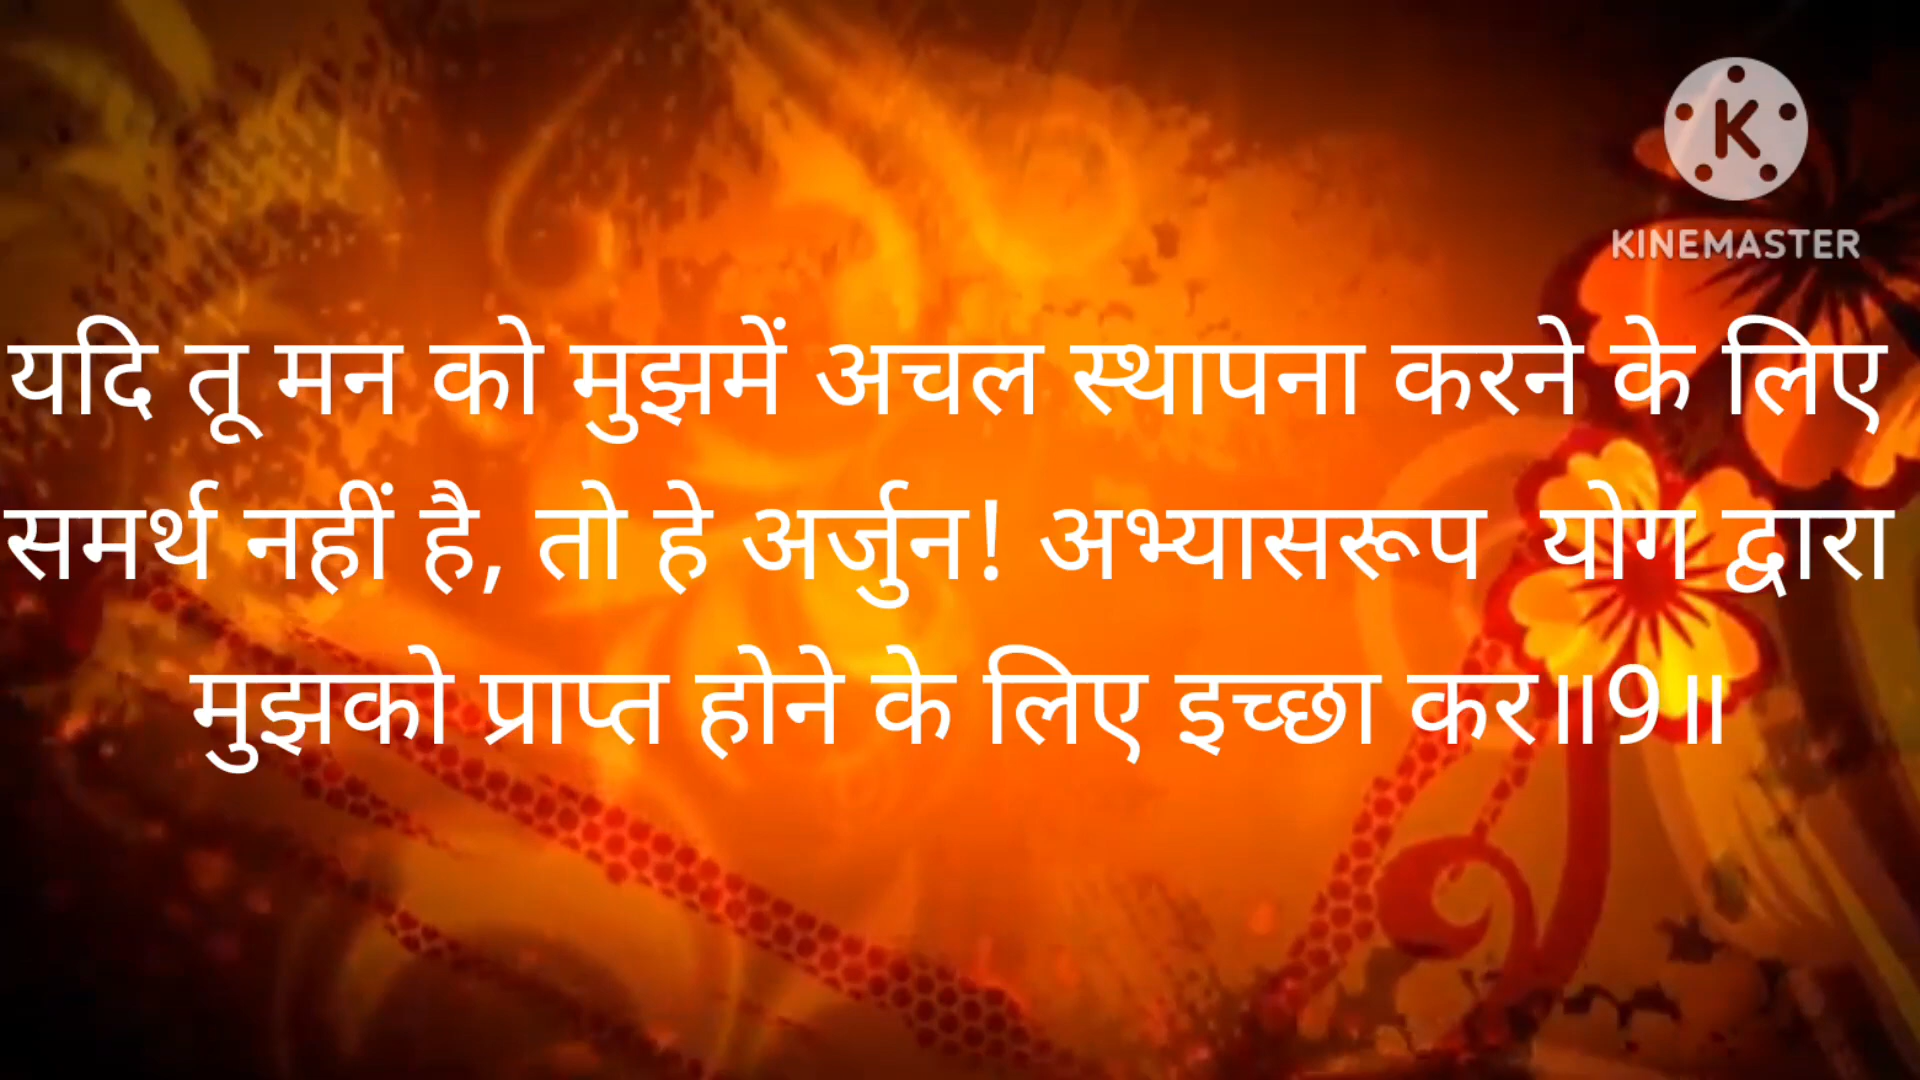 KINEMASTER
यदि तू मन को मुझमें अचल स्थापना करने के लिए
समर्थ नहीं है, तो हे अर्जुन! अभ्यासरूप  योग द्वारा
मुझको प्राप्त होने के लिए इच्छा कर॥9॥